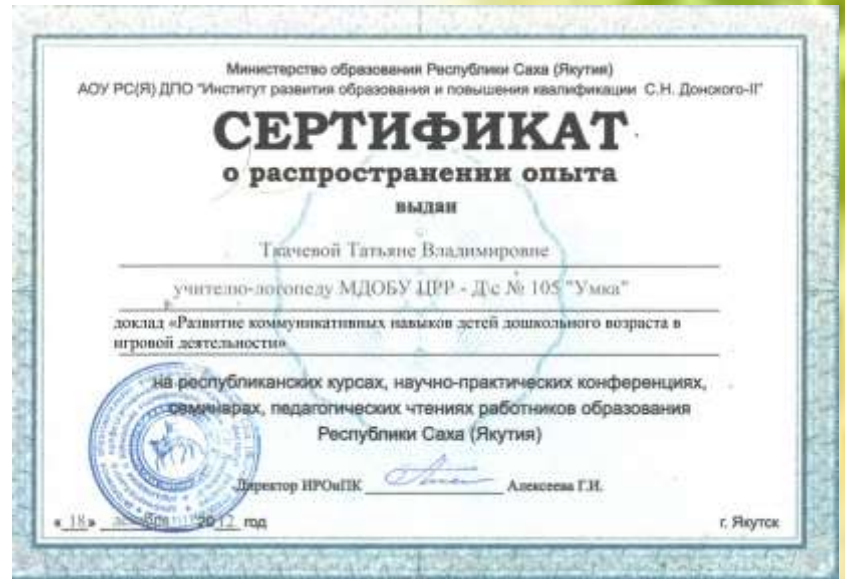 Министерство образования Республики Саха (Якутия)
АОУ РС(Я) ДПО "Институт развития образования и повышения квалификации С.Н. Донского-II"
СЕРТИФИКАТ
о распространении опыта
выдан
Ткачевой Татьяне Владимировне
учителю-логопеду МДОБУ ЦРР - Д\с № 105 "Умка"
доклад «Развитие коммуникативных навыков детей дошкольного возраста в
игровой деятельности»
на республиканских курсах, научно-практических конференциях,
семинарах, педагогических чтениях работников образования
Республики Саха (Якутия)
Директор ИРОиПК Алексеева Г.И.
« 18 » декабря 2012 год г. Якутск